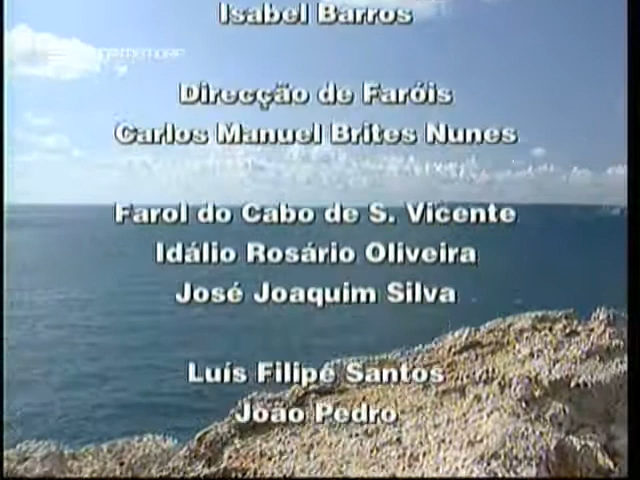 Isabel Barros
Direcção de Faróis
Carlos Manuel Brites Nunes
Farol do Cabo de S. Vicente
Idálio Rosário Oliveira
José Joaquim Silva
Luís Filipe Santos
João Pedro